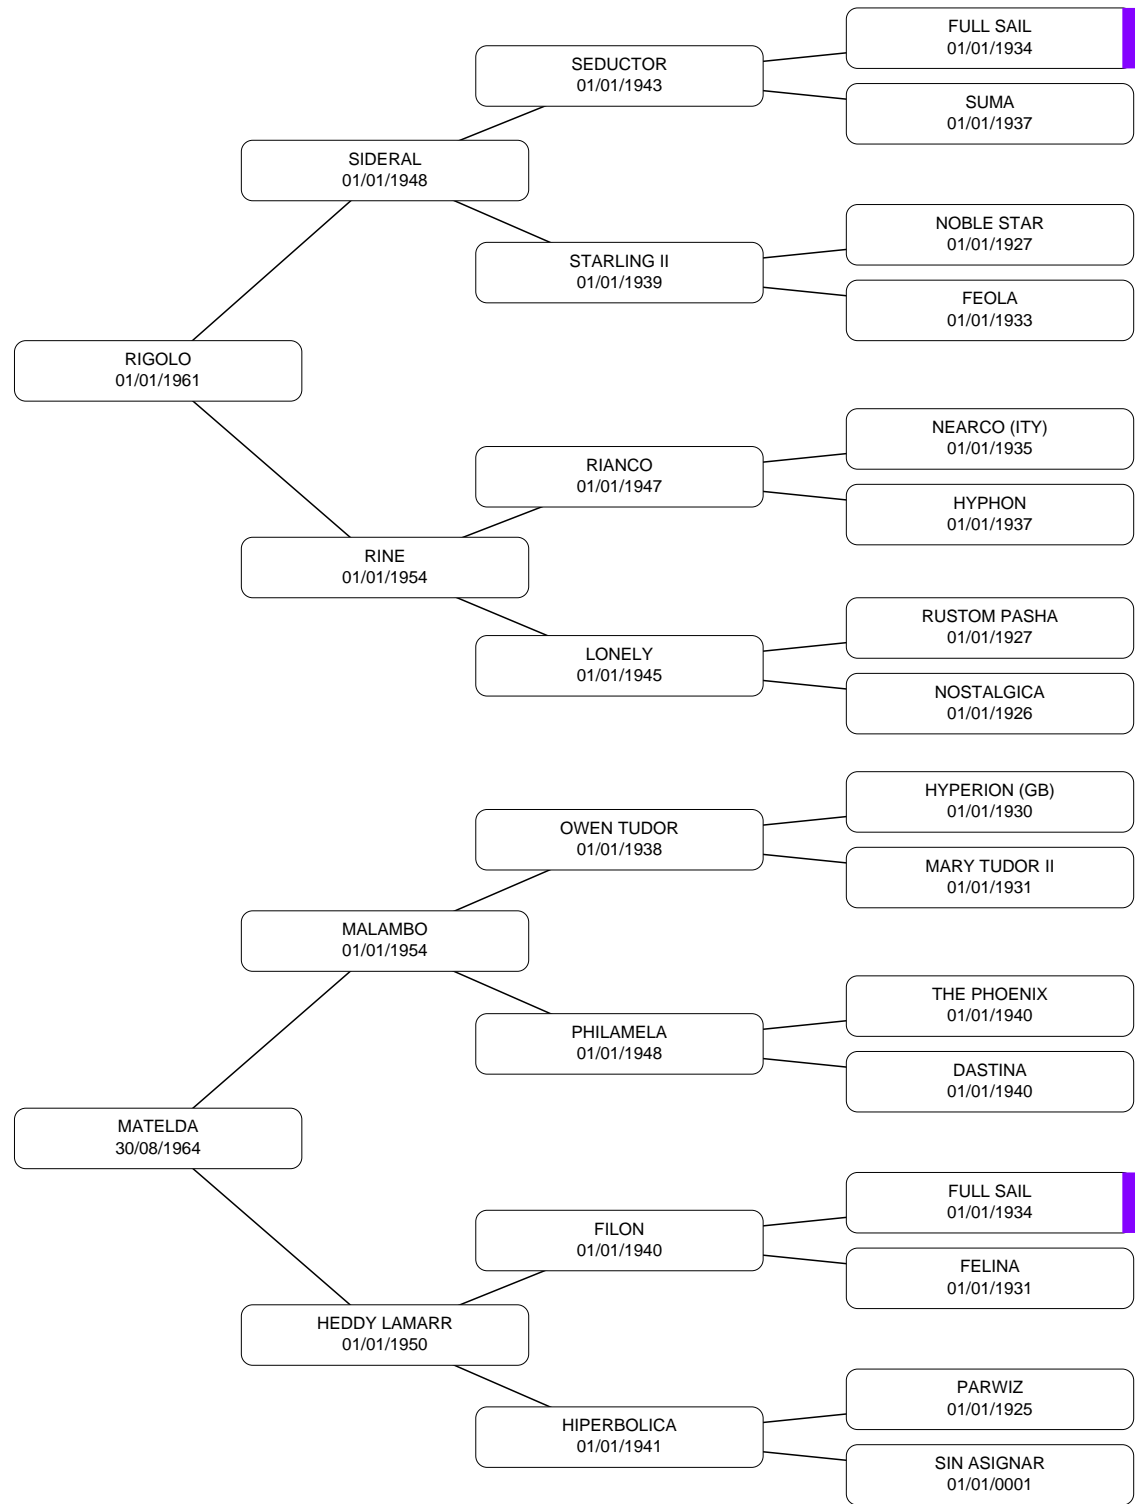 FULL SAIL
01/01/1934
SEDUCTOR
01/01/1943
SUMA
01/01/1937
SIDERAL
01/01/1948
NOBLE STAR
01/01/1927
STARLING II
01/01/1939
FEOLA
01/01/1933
RIGOLO
01/01/1961
NEARCO (ITY)
01/01/1935
RIANCO
01/01/1947
HYPHON
01/01/1937
RINE
01/01/1954
RUSTOM PASHA
01/01/1927
LONELY
01/01/1945
NOSTALGICA
01/01/1926
HYPERION (GB)
01/01/1930
OWEN TUDOR
01/01/1938
MARY TUDOR II
01/01/1931
MALAMBO
01/01/1954
THE PHOENIX
01/01/1940
PHILAMELA
01/01/1948
DASTINA
01/01/1940
MATELDA
30/08/1964
FULL SAIL
01/01/1934
FILON
01/01/1940
FELINA
01/01/1931
HEDDY LAMARR
01/01/1950
PARWIZ
01/01/1925
HIPERBOLICA
01/01/1941
SIN ASIGNAR
01/01/0001